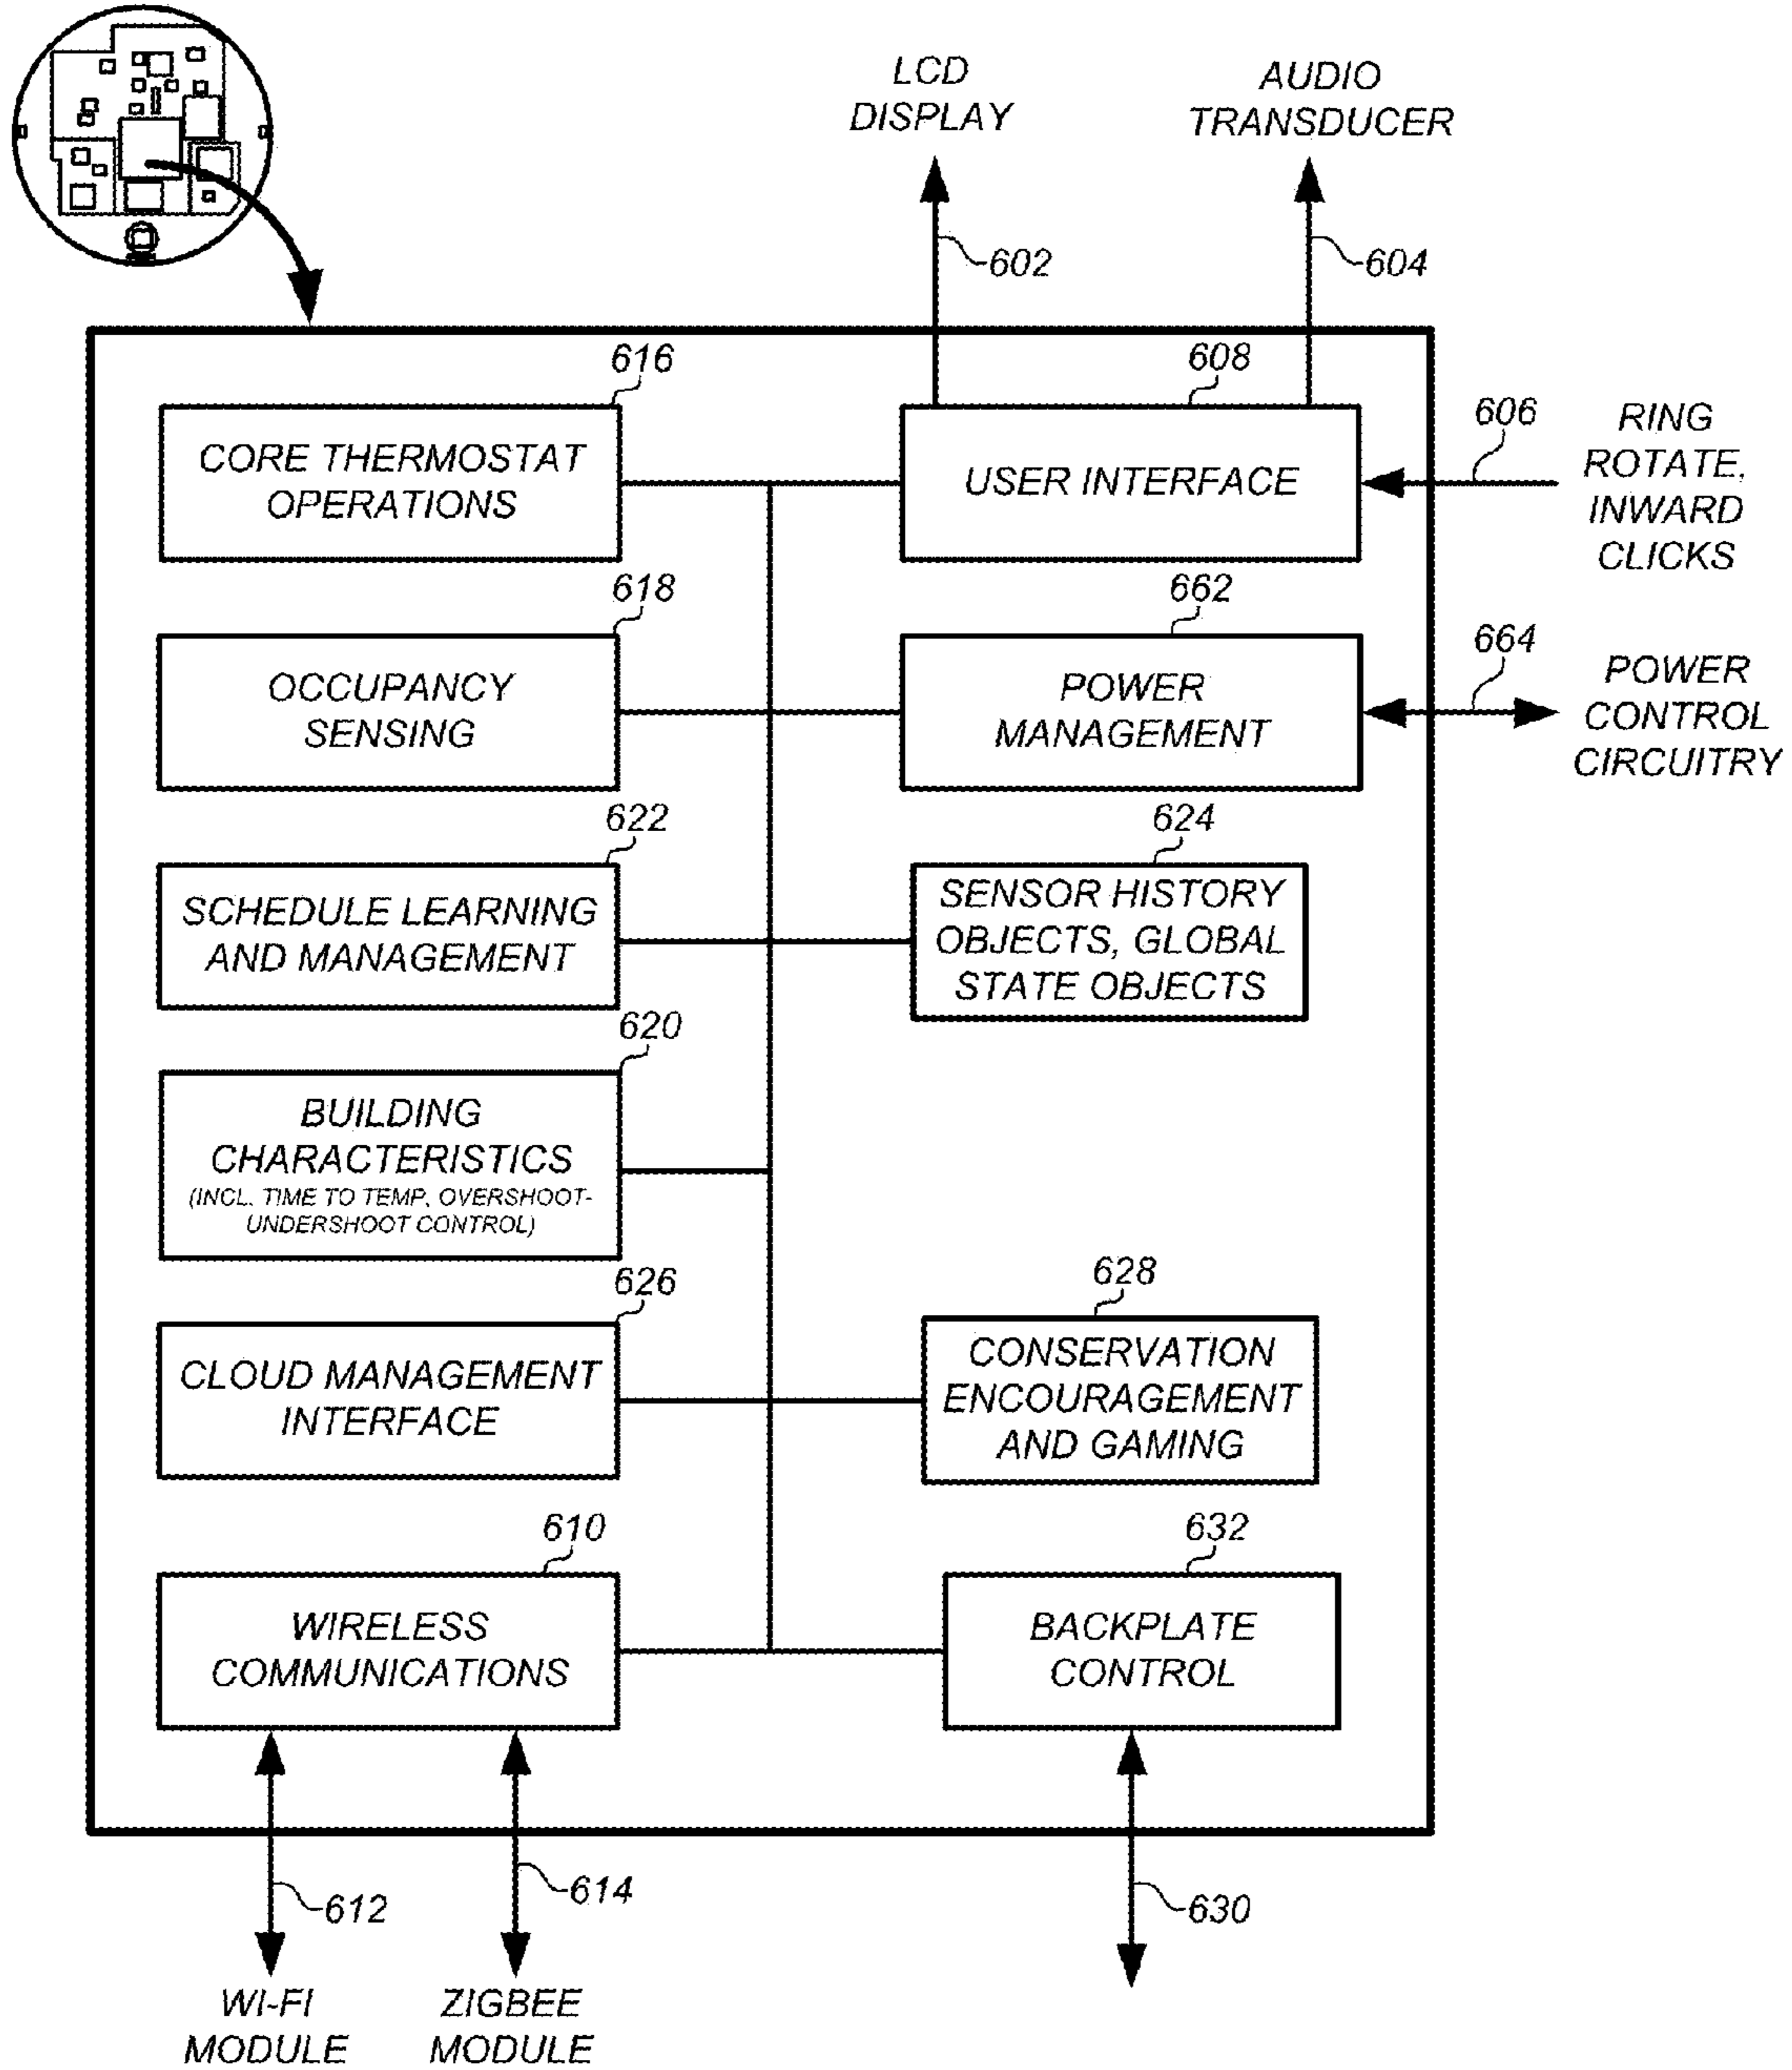 LCD
DISPLAY
AUDIO
TRANSDUCER
602
604
616
608
606
CORE THERMOSTAT
OPERATIONS
USER INTERFACE
RING
ROTATE,
INWARD
CLICKS
618
662
664
OCCUPANCY
SENSING
POWER
MANAGEMENT
POWER
CONTROL
CIRCUITRY
622
624
SCHEDULE LEARNING
AND MANAGEMENT
SENSOR HISTORY
OBJECTS, GLOBAL
STATE OBJECTS
620
BUILDING
CHARACTERISTICS
(INCL. TIME TO TEMP, OVERSHOOT-
UNDERSHOOT CONTROL)
626
628
CLOUD MANAGEMENT
INTERFACE
CONSERVATION
ENCOURAGEMENT
AND GAMING
610
632
WIRELESS
COMMUNICATIONS
BACKPLATE
CONTROL
612
614
630
WI-FI
MODULE
ZIGBEE
MODULE